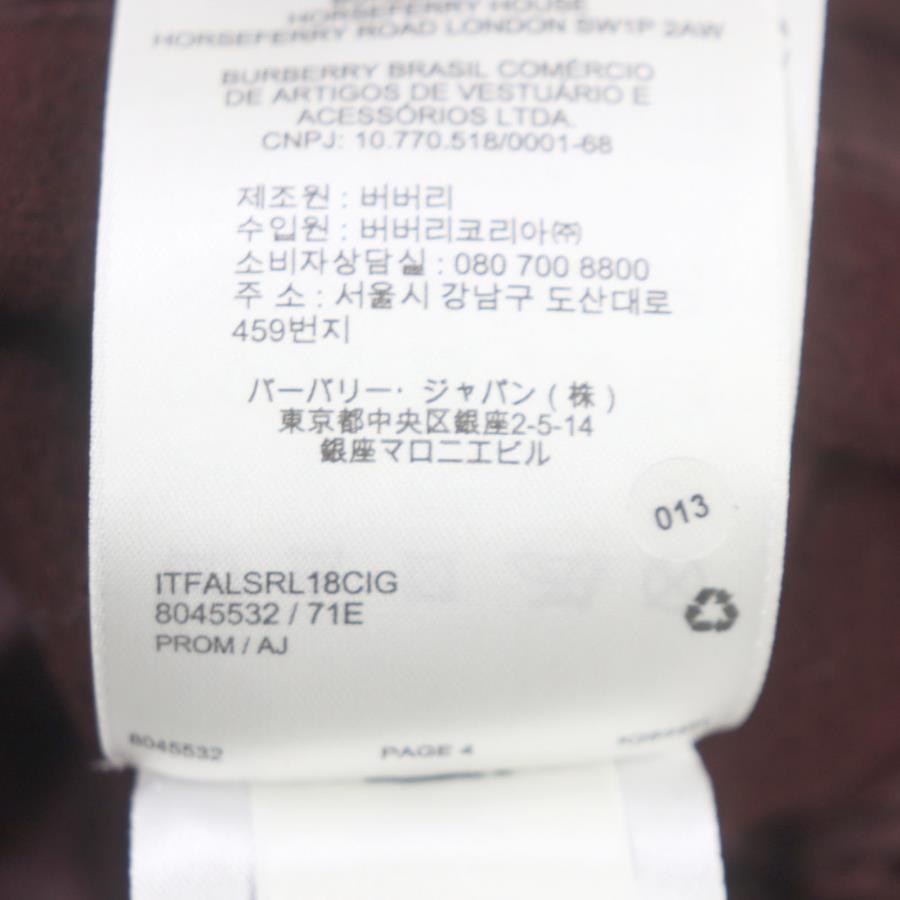 HORSEFERRY HOUSE
HORSEFERRY ROAD LONDON SW1P 2AW
BURBERRY BRASIL COMÉRCIO
DE ARTIGOS DE VESTUÁRIO E
ACESSÓRIOS LTDA.
CNPJ: 10.770.518/0001-68
제조원 : 버버리
수입원 : 버버리코리아㈜
소비자상담실 : 080 700 8800
주 소 : 서울시 강남구 도산대로
459번지
バーバリー・ジャパン ( 株 )
東京都中央区銀座2-5-14
銀座マロニエビル
013
ITFALSRL18CIG
8045532 / 71E
PROM / AJ
8045532
PAGE 4